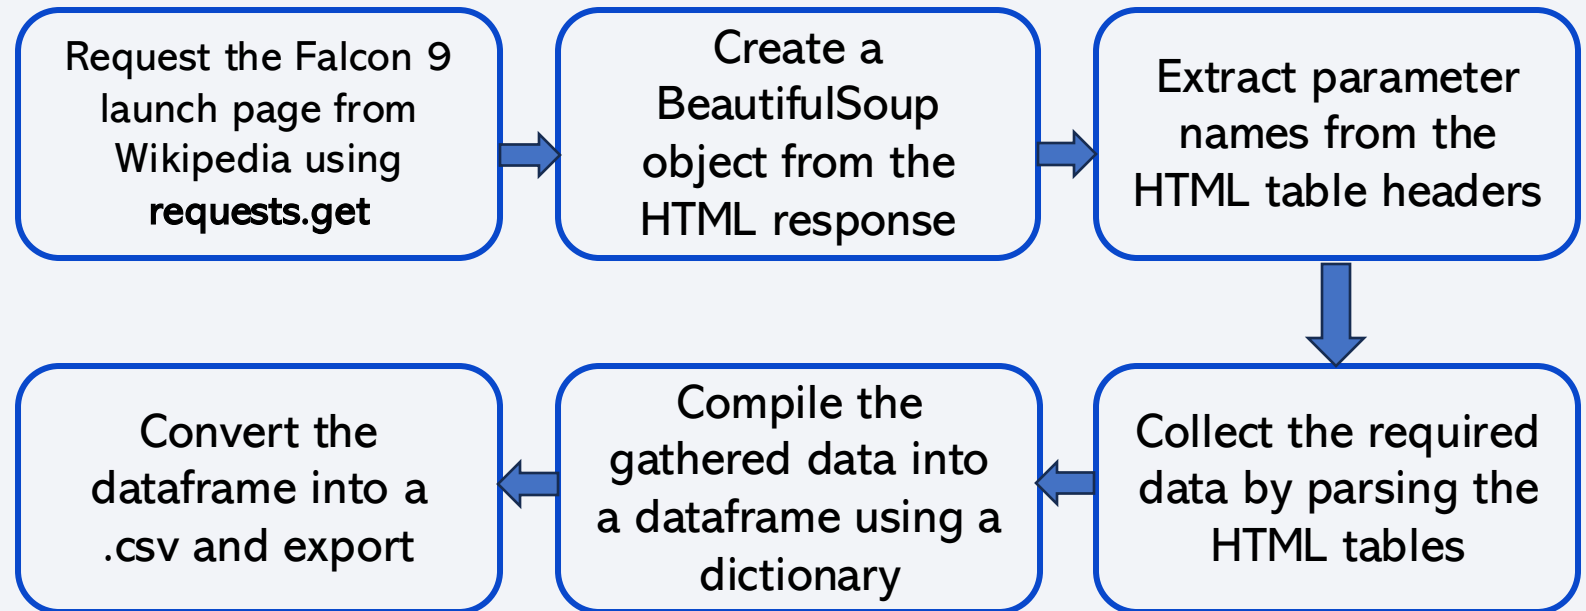 Request the Falcon 9
launch page from
Wikipedia using
requests.get
Create a
BeautifulSoup
object from the
HTML response
Extract parameter
names from the
HTML table headers
Collect the required
data by parsing the
HTML tables
Compile the
gathered data into
a dataframe using a
dictionary
Convert the
dataframe into a
.csv and export